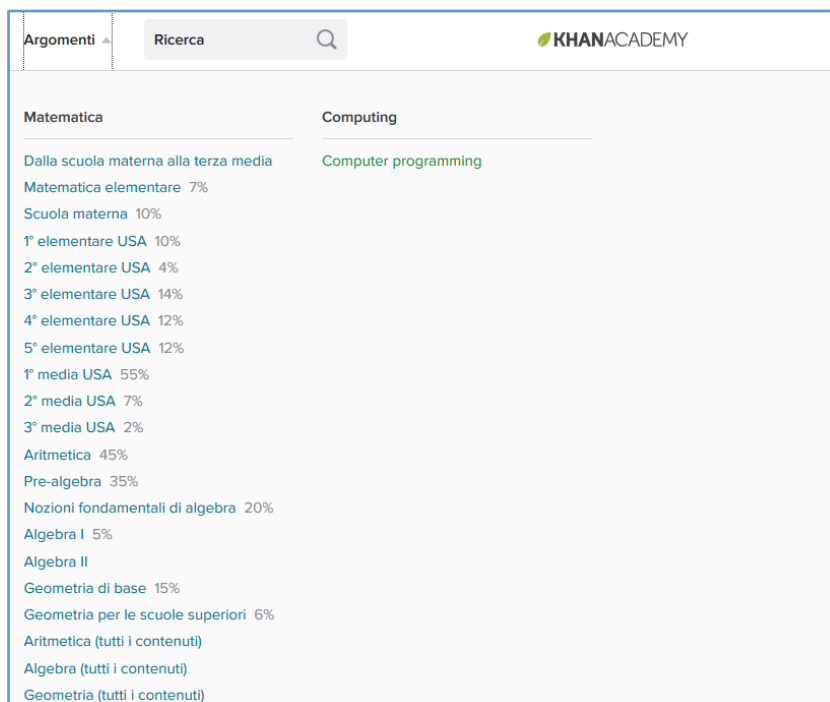 Argomenti Ricerca KHANACADEMY
Matematica
Dalla scuola materna alla terza media
Matematica elementare 7%
Scuola materna 10%
1° elementare USA 10%
2° elementare USA 4%
3° elementare USA 14%
4° elementare USA 12%
5° elementare USA 12%
1° media USA 55%
2° media USA 7%
3° media USA 2%
Aritmetica 45%
Pre-algebra 35%
Nozioni fondamentali di algebra 20%
Algebra I 5%
Algebra II
Geometria di base 15%
Geometria per le scuole superiori 6%
Aritmetica (tutti i contenuti)
Algebra (tutti i contenuti)
Geometria (tutti i contenuti)
Computing
Computer programming